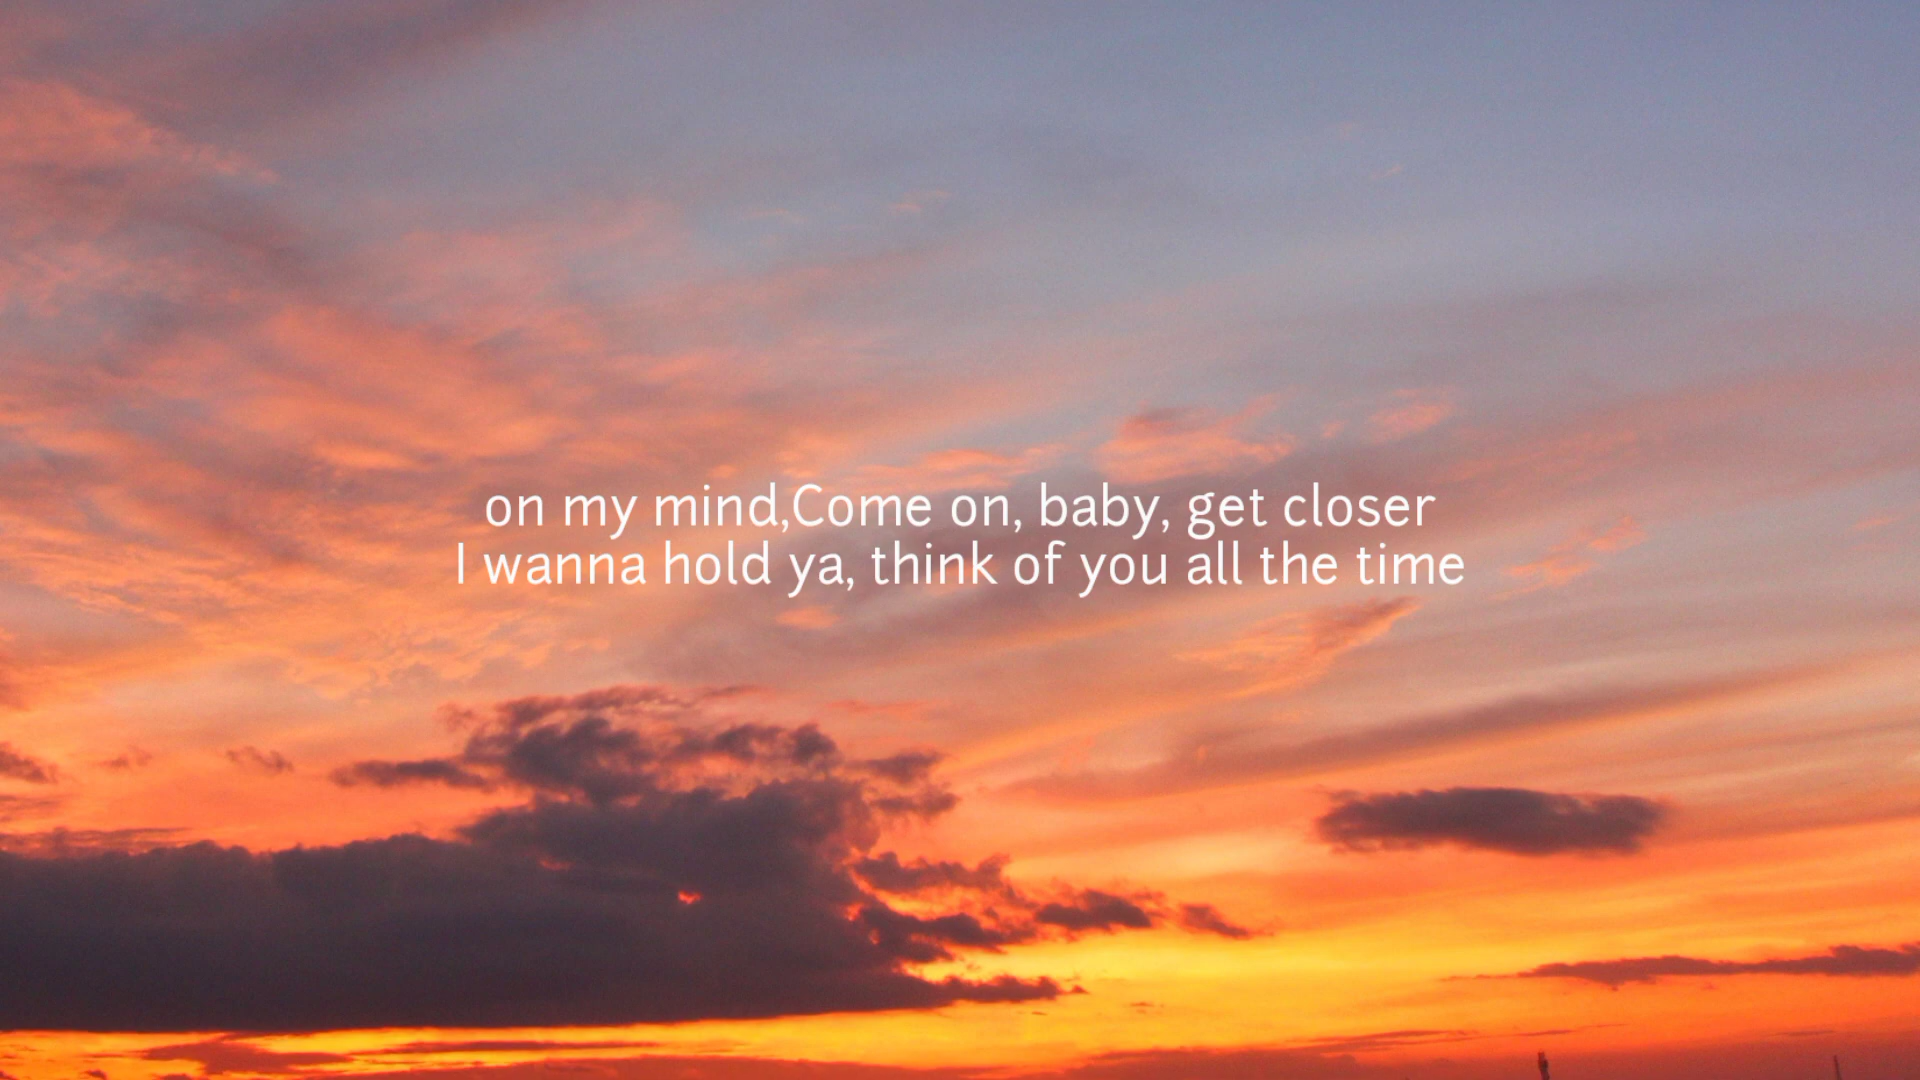 on my mind,Come on, baby, get closer
I wanna hold ya, think of you all the time